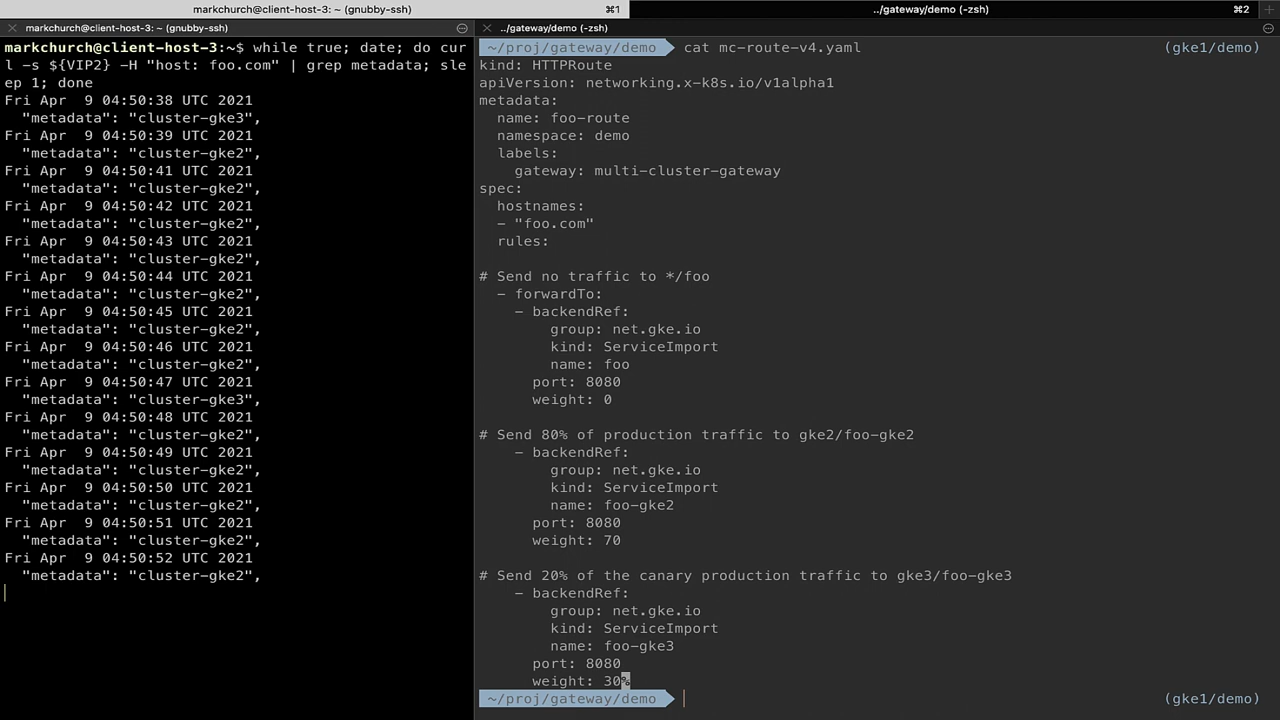 markchurch@client-host-3: ~ (gnubby-ssh)
⌘1
../gateway/demo (-zsh)
⌘2
markchurch@client-host-3: ~ (gnubby-ssh)
../gateway/demo (-zsh)
markchurch@client-host-3:~$ while true; date; do cur
l -s ${VIP2} -H "host: foo.com" | grep metadata; sle
ep 1; done
Fri Apr  9 04:50:38 UTC 2021
  "metadata": "cluster-gke3",
Fri Apr  9 04:50:39 UTC 2021
  "metadata": "cluster-gke2",
Fri Apr  9 04:50:41 UTC 2021
  "metadata": "cluster-gke2",
Fri Apr  9 04:50:42 UTC 2021
  "metadata": "cluster-gke2",
Fri Apr  9 04:50:43 UTC 2021
  "metadata": "cluster-gke2",
Fri Apr  9 04:50:44 UTC 2021
  "metadata": "cluster-gke2",
Fri Apr  9 04:50:45 UTC 2021
  "metadata": "cluster-gke2",
Fri Apr  9 04:50:46 UTC 2021
  "metadata": "cluster-gke2",
Fri Apr  9 04:50:47 UTC 2021
  "metadata": "cluster-gke3",
Fri Apr  9 04:50:48 UTC 2021
  "metadata": "cluster-gke2",
Fri Apr  9 04:50:49 UTC 2021
  "metadata": "cluster-gke2",
Fri Apr  9 04:50:50 UTC 2021
  "metadata": "cluster-gke2",
Fri Apr  9 04:50:51 UTC 2021
  "metadata": "cluster-gke2",
Fri Apr  9 04:50:52 UTC 2021
  "metadata": "cluster-gke2",
~/proj/gateway/demo cat mc-route-v4.yaml (gke1/demo)
kind: HTTPRoute
apiVersion: networking.x-k8s.io/v1alpha1
metadata:
  name: foo-route
  namespace: demo
  labels:
    gateway: multi-cluster-gateway
spec:
  hostnames:
  - "foo.com"
  rules:
# Send no traffic to */foo
  - forwardTo:
    - backendRef:
        group: net.gke.io
        kind: ServiceImport
        name: foo
      port: 8080
      weight: 0
# Send 80% of production traffic to gke2/foo-gke2
    - backendRef:
        group: net.gke.io
        kind: ServiceImport
        name: foo-gke2
      port: 8080
      weight: 70
# Send 20% of the canary production traffic to gke3/foo-gke3
    - backendRef:
        group: net.gke.io
        kind: ServiceImport
        name: foo-gke3
      port: 8080
      weight: 30%
~/proj/gateway/demo (gke1/demo)